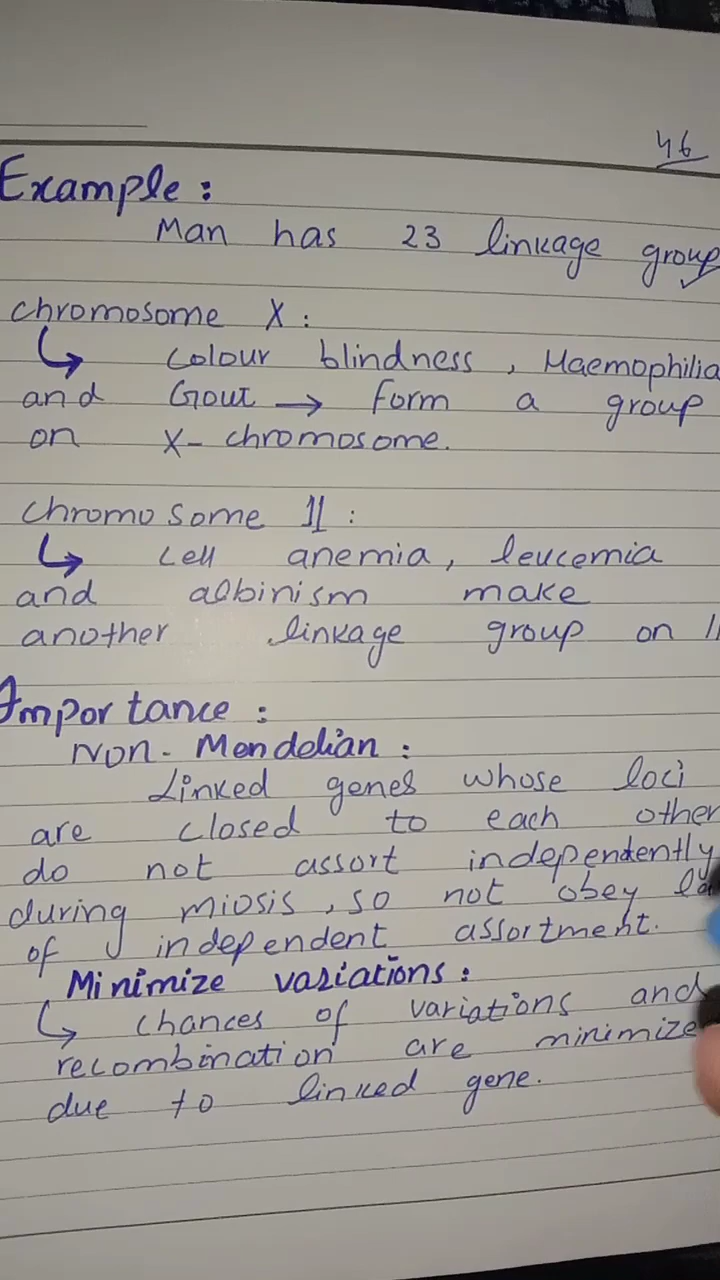 46
Example :
Man has 23 linkage group
chromosome X :
↳ colour blindness , Haemophilia
and Gout → form a group
on X- chromosome.
chromosome 11 :
↳ cell anemia, leucemia
and albinism make
another linkage group on 11
Importance :
Non - Mendelian :
Linked genes whose loci
are closed to each other
do not assort independently
during miosis , so not obey
of independent assortment.
Minimize variations :
↳ chances of variations and
recombination are minimize
due to linked gene.